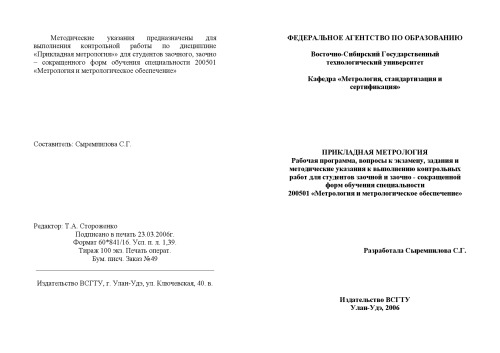 Методические указания предназначены для
выполнения контрольной работы по дисциплине
«Прикладная метрология» для студентов заочного, заочно
– сокращенного форм обучения специальности 200501
«Метрология и метрологическое обеспечение»
Составитель: Сыремпилова С.Г.
Редактор: Т.А. Стороженко
Подписано в печать 23.03.2006г.
Формат 60*841/16. Усп. п. л. 1,39.
Тираж 100 экз. Печать операт.
Бум. писч. Заказ №49
Издательство ВСГТУ, г. Улан-Удэ, ул. Ключевская, 40. в.
ФЕДЕРАЛЬНОЕ АГЕНТСТВО ПО ОБРАЗОВАНИЮ
Восточно-Сибирский Государственный
технологический университет
Кафедра «Метрология, стандартизация и
сертификация»
ПРИКЛАДНАЯ МЕТРОЛОГИЯ
Рабочая программа, вопросы к экзамену, задания и
методические указания к выполнению контрольных
работ для студентов заочной и заочно - сокращенной
форм обучения специальности
200501 «Метрология и метрологическое обеспечение»
Разработала Сыремпилова С.Г.
Издательство ВСГТУ
Улан-Удэ, 2006